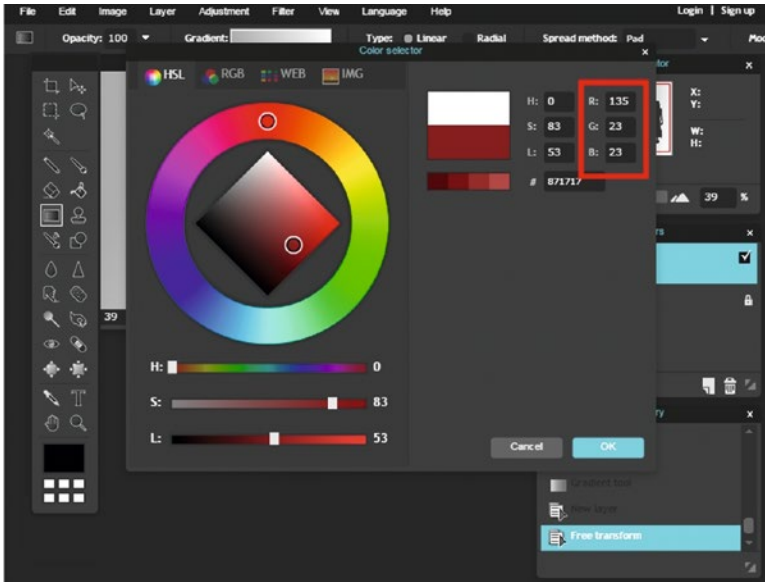 File Edit Image Layer Adjustment Filter View Language Help Login | Sign up
Opacity: 100 Gradient: Type: Linear Radial Spread method: Pad
Color selector
HSL RGB WEB IMG
H: 0 R: 135
S: 83 G: 23
L: 53 B: 23
# 871717
X:
Y:
W:
H:
39 %
39
H: 0
S: 83
L: 53
Cancel OK
Gradient tool
New layer
Free transform